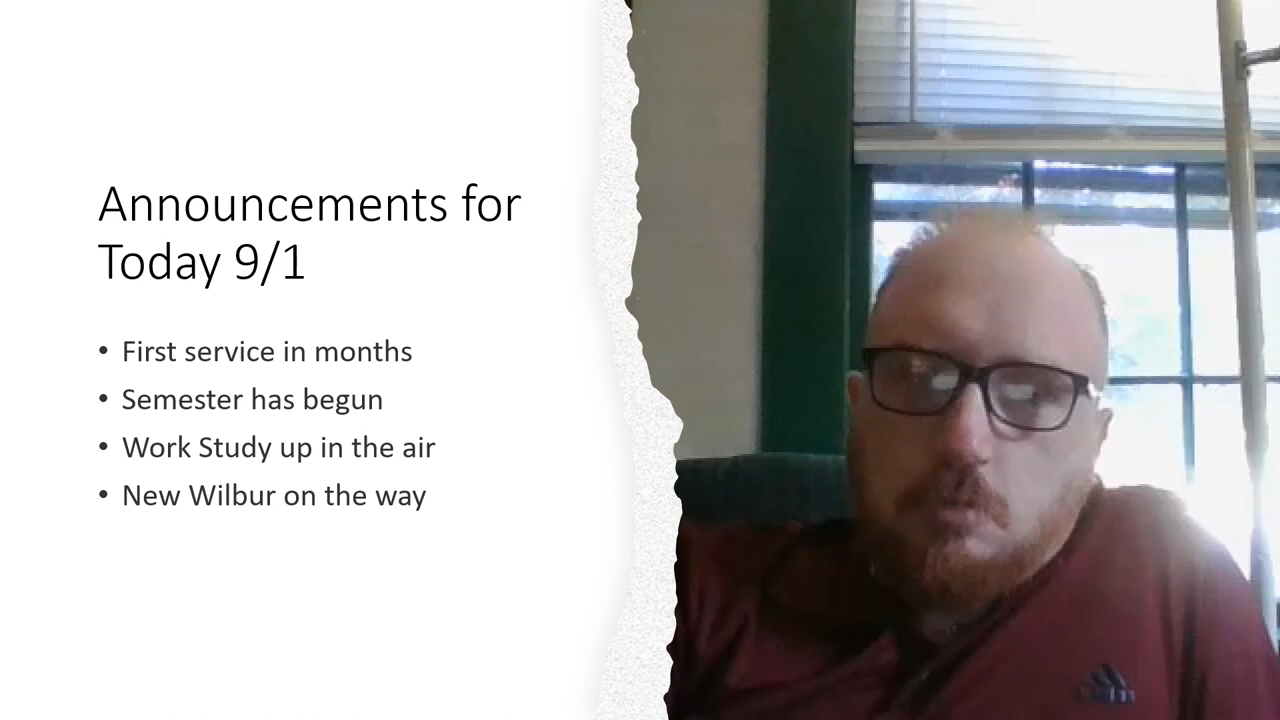 Announcements for
Today 9/1
• First service in months
• Semester has begun
• Work Study up in the air
• New Wilbur on the way